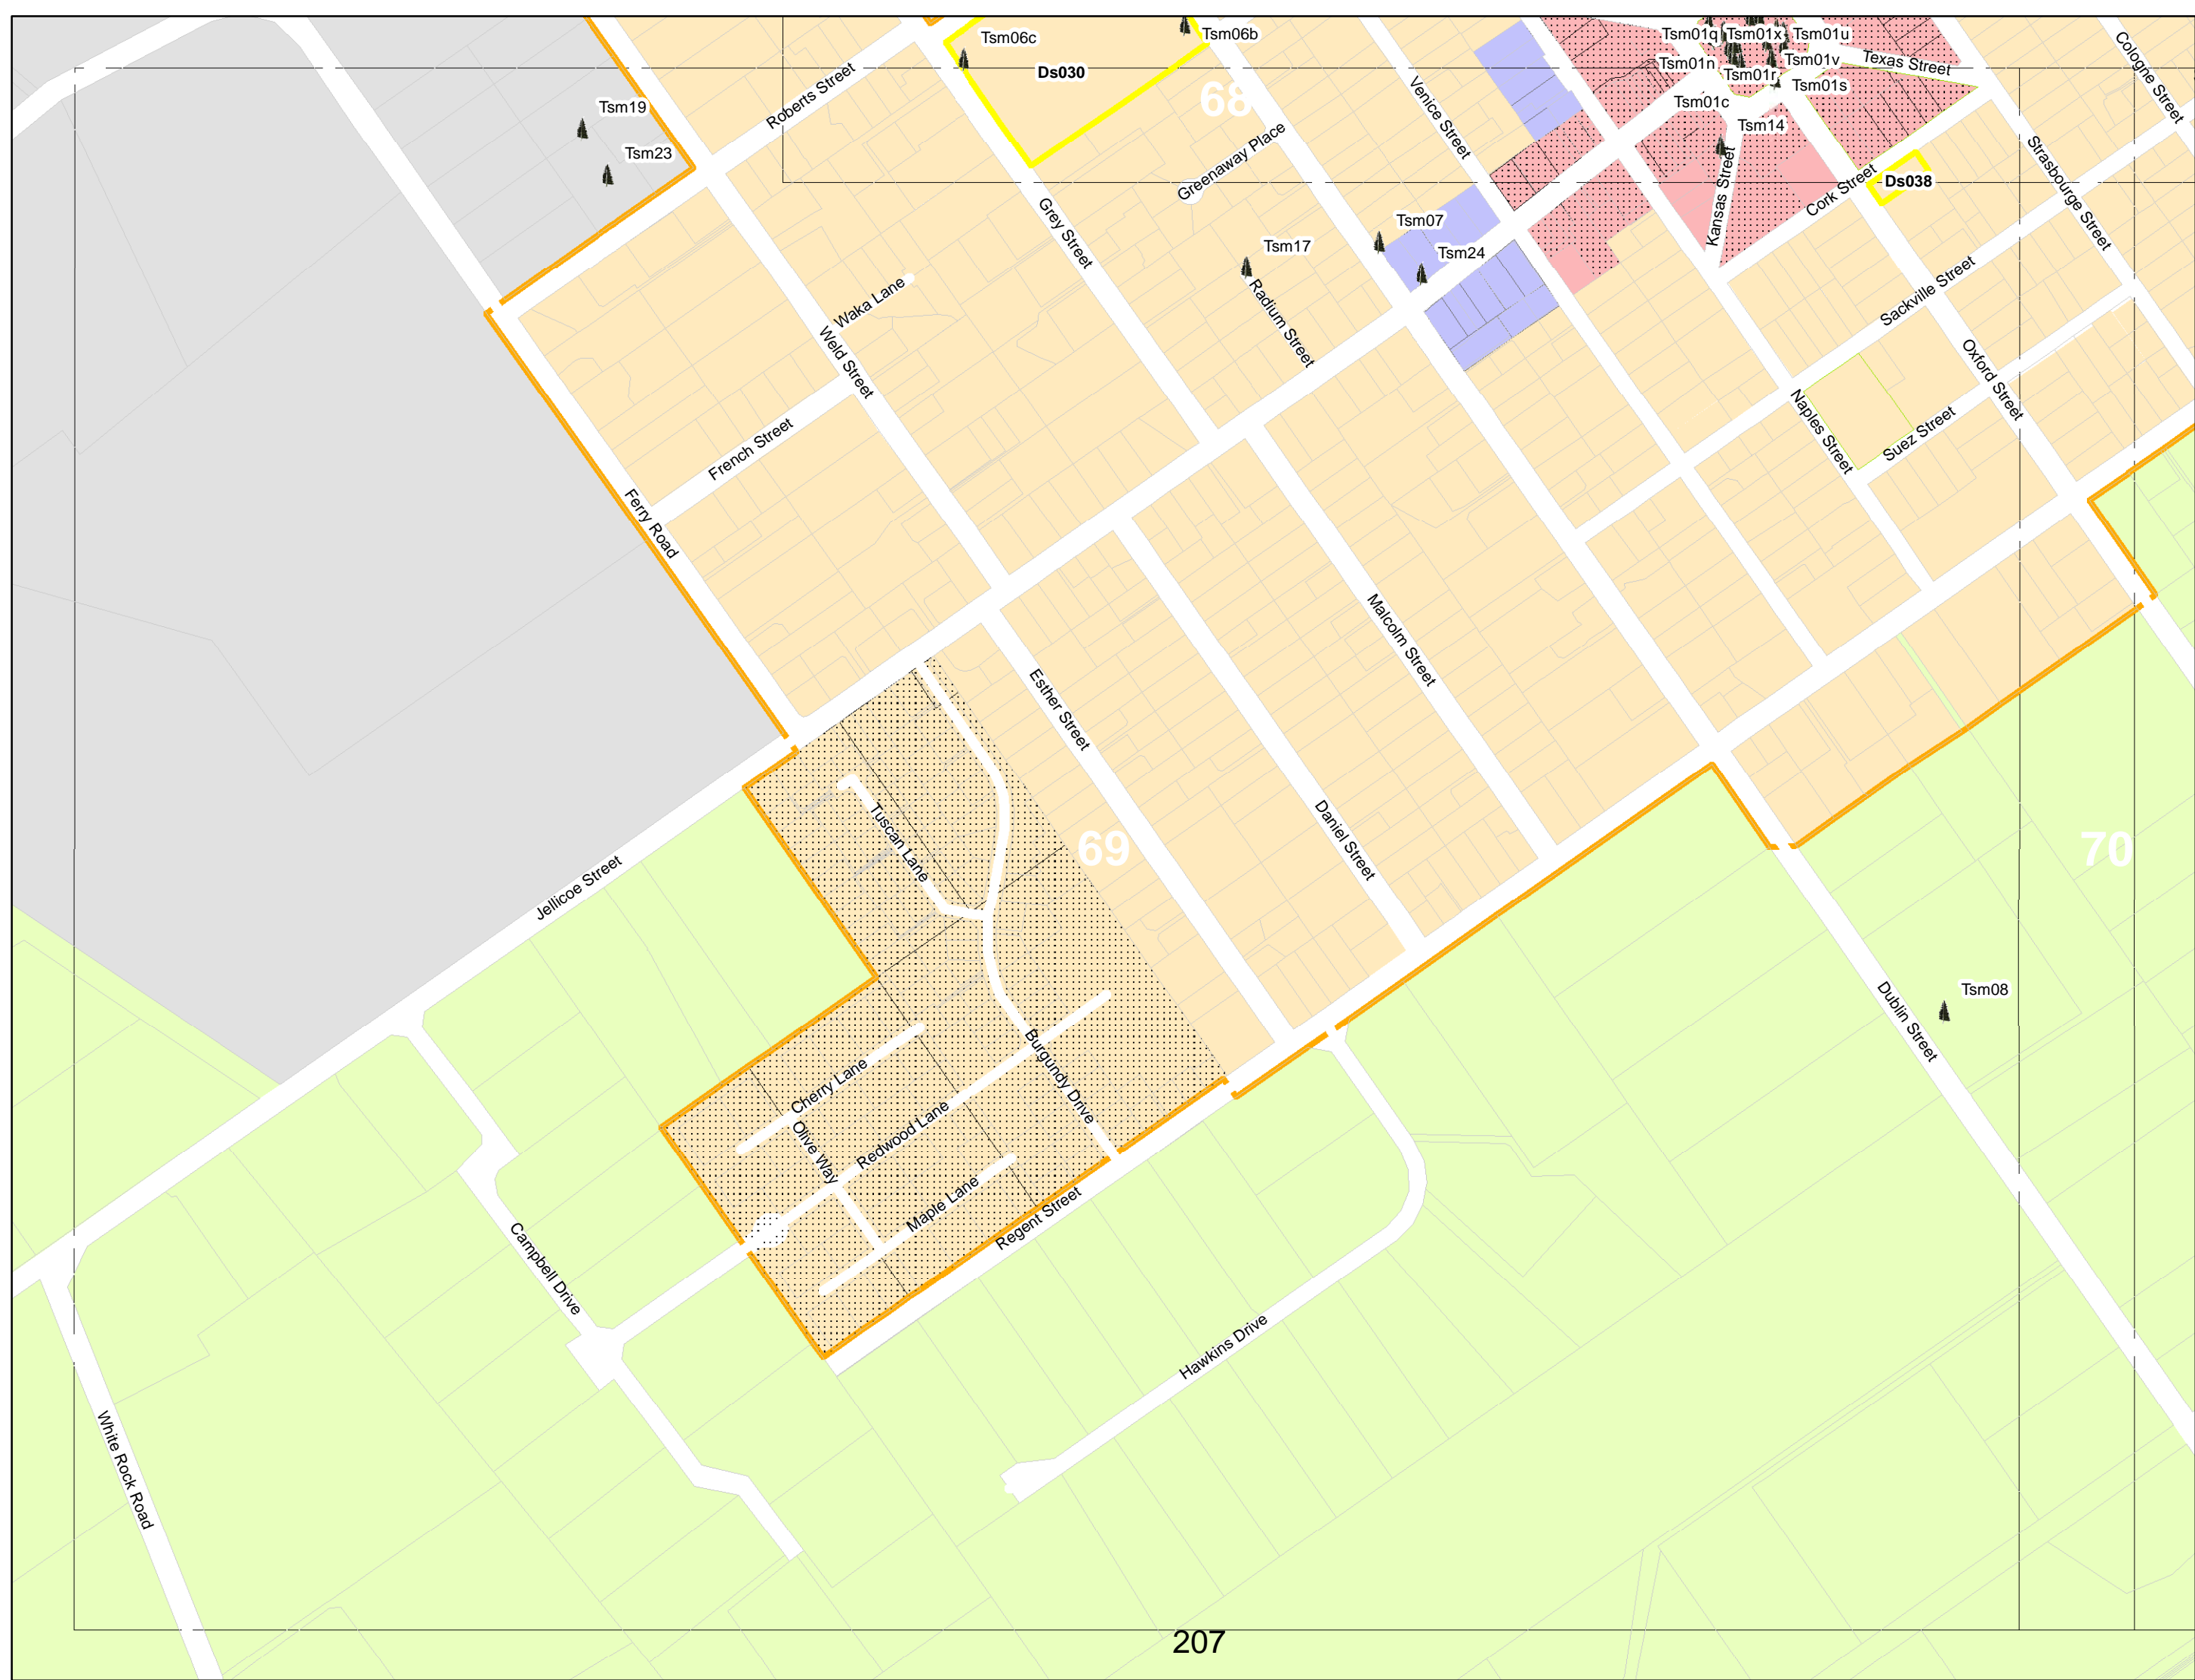 Tsm06c
Tsm06b
Ds030
68
Tsm01q
Tsm01x
Tsm01u
Tsm01n
Tsm01r
Tsm01v
Tsm01s
Tsm01c
Tsm14
Texas Street
Cologne Street
Tsm19
Tsm23
Roberts Street
Greenaway Place
Venice Street
Kansas Street
Cork Street
Ds038
Strasbourge Street
Grey Street
Tsm17
Tsm07
Tsm24
Radium Street
Waka Lane
Weld Street
Sackville Street
Oxford Street
Naples Street
Suez Street
French Street
Ferry Road
Malcolm Street
Esther Street
Daniel Street
Tuscan Lane
69
70
Jellicoe Street
Tsm08
Dublin Street
Burgundy Drive
Cherry Lane
Olive Way
Redwood Lane
Maple Lane
Regent Street
Campbell Drive
Hawkins Drive
White Rock Road
207